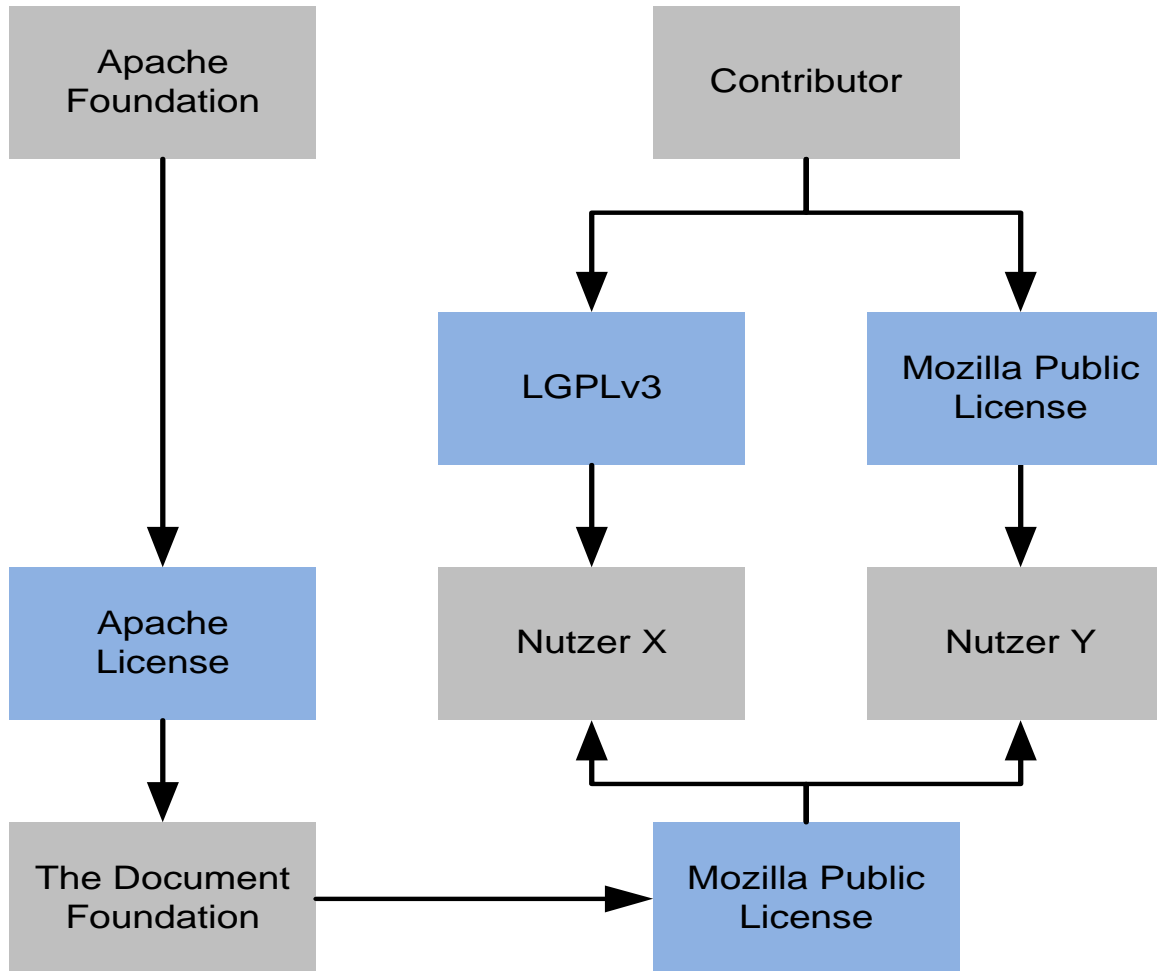 Apache
Foundation
Contributor
LGPLv3
Mozilla Public
License
Apache
License
Nutzer X
Nutzer Y
The Document
Foundation
Mozilla Public
License